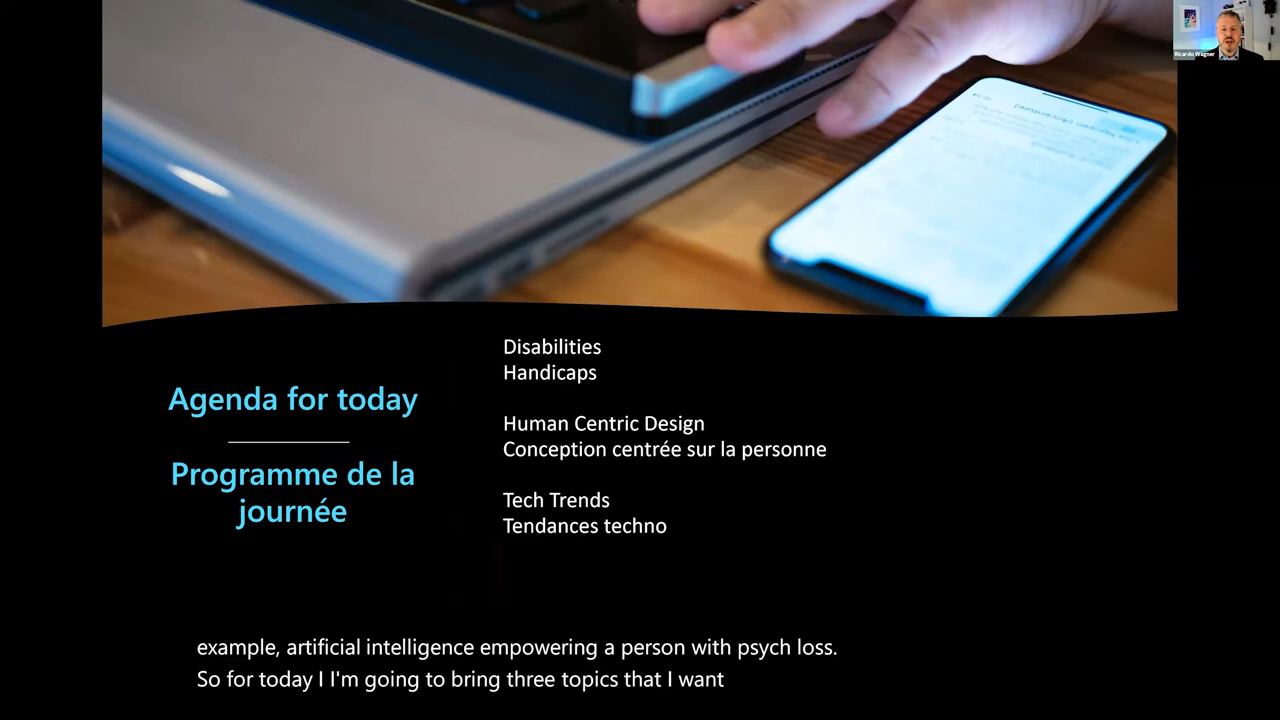 Ricardo Wagner
Agenda for today
Programme de la
journée
Disabilities
Handicaps
Human Centric Design
Conception centrée sur la personne
Tech Trends
Tendances techno
example, artificial intelligence empowering a person with psych loss.
So for today I I'm going to bring three topics that I want